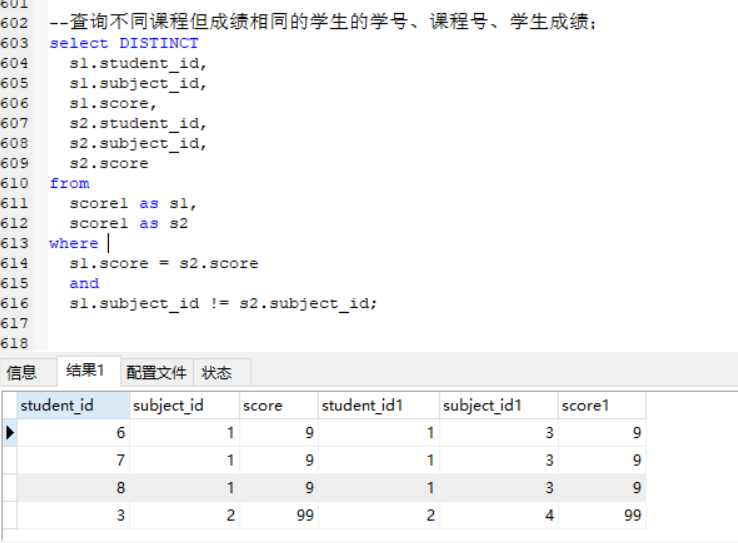 601
602 --查询不同课程但成绩相同的学生的学号、课程号、学生成绩;
603 select DISTINCT
604 s1.student_id,
605 s1.subject_id,
606 s1.score,
607 s2.student_id,
608 s2.subject_id,
609 s2.score
610 from
611 score1 as s1,
612 score1 as s2
613 where
614 s1.score = s2.score
615 and
616 s1.subject_id != s2.subject_id;
617
618
信息 结果1 配置文件 状态
student_id subject_id score student_id1 subject_id1 score1
6 1 9 1 3 9
7 1 9 1 3 9
8 1 9 1 3 9
3 2 99 2 4 99